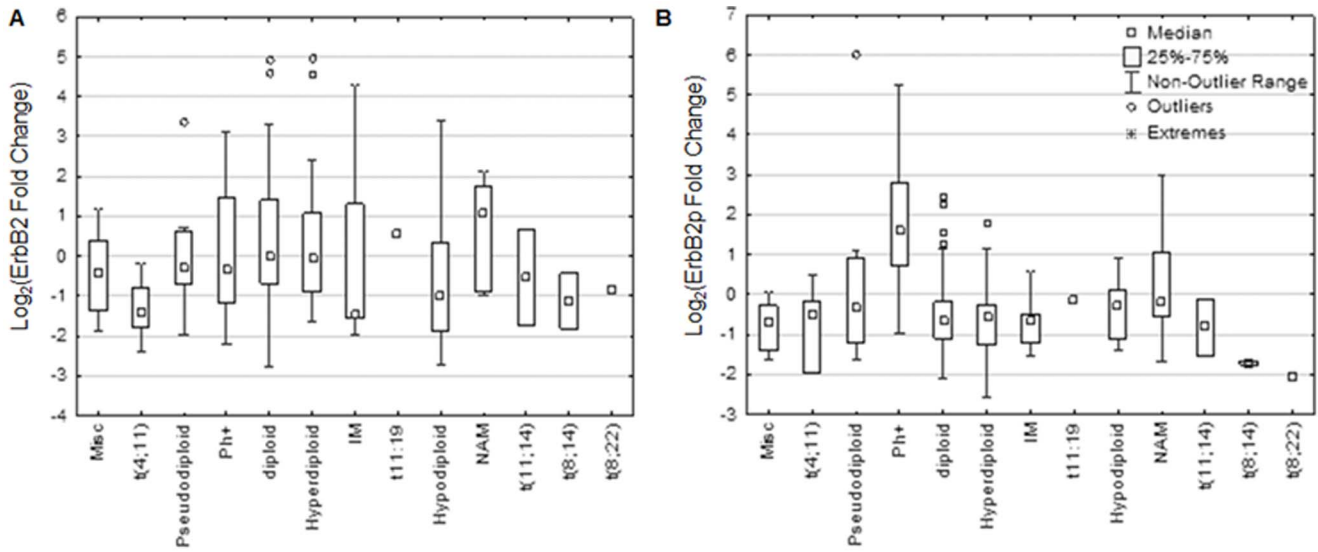 A
Log2(ErbB2 Fold Change)
6
5
4
3
2
1
0
-1
-2
-3
-4
Misc
t(4;11)
Pseudodiploid
Ph+
diploid
Hyperdiploid
IM
t11:19
Hypodiploid
NAM
t(11;14)
t(8;14)
t(8;22)
B
Log2(ErbB2p Fold Change)
7
6
5
4
3
2
1
0
-1
-2
-3
Median
25%-75%
Non-Outlier Range
Outliers
Extremes
Misc
t(4;11)
Pseudodiploid
Ph+
diploid
Hyperdiploid
IM
t11:19
Hypodiploid
NAM
t(11;14)
t(8;14)
t(8;22)